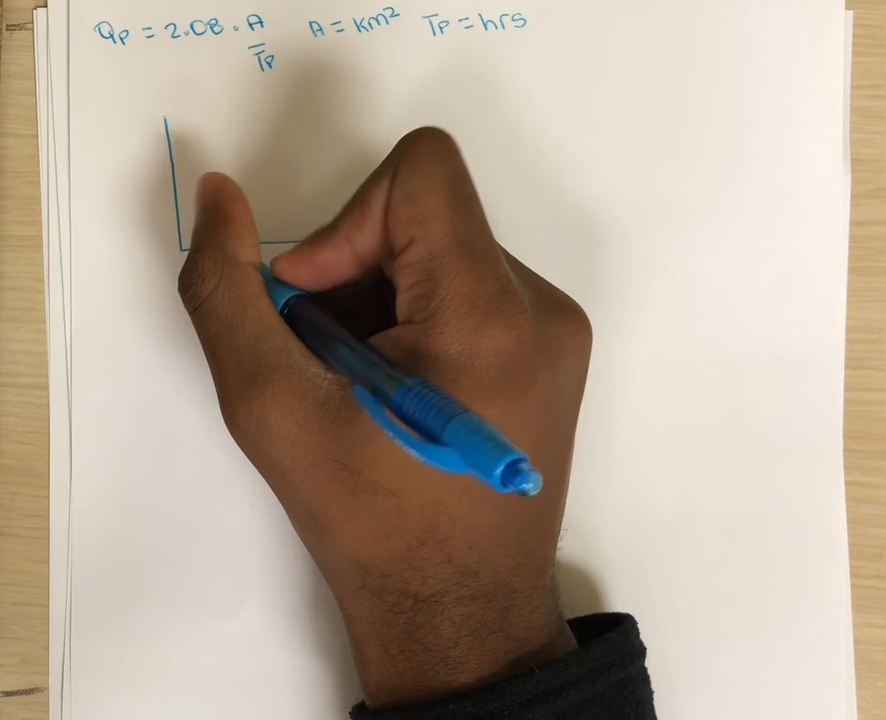 Qp = 2.08 . A/Tp A = km² Tp = hrs